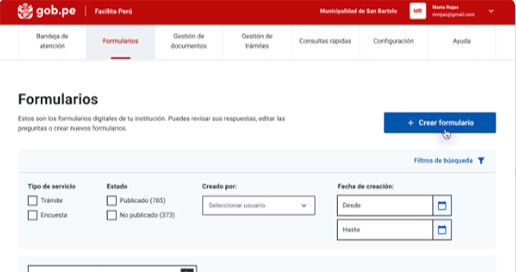 gob.pe
Facilita Perú
Municipalidad de San Bartolo
MR
María Rojas
mrojas@gmail.com
Bandeja de
atención
Formularios
Gestión de
documentos
Gestión de
trámites
Consultas rápidas
Configuración
Ayuda
Formularios
Estos son los formularios digitales de tu institución. Puedes revisar sus respuestas, editar las
preguntas o crear nuevos formularios.
+ Crear formulario
Filtros de búsqueda
Tipo de servicio
Trámite
Encuesta
Estado
Publicado (785)
No publicado (373)
Creado por:
Seleccionar usuario
Fecha de creación:
Desde
Hasta